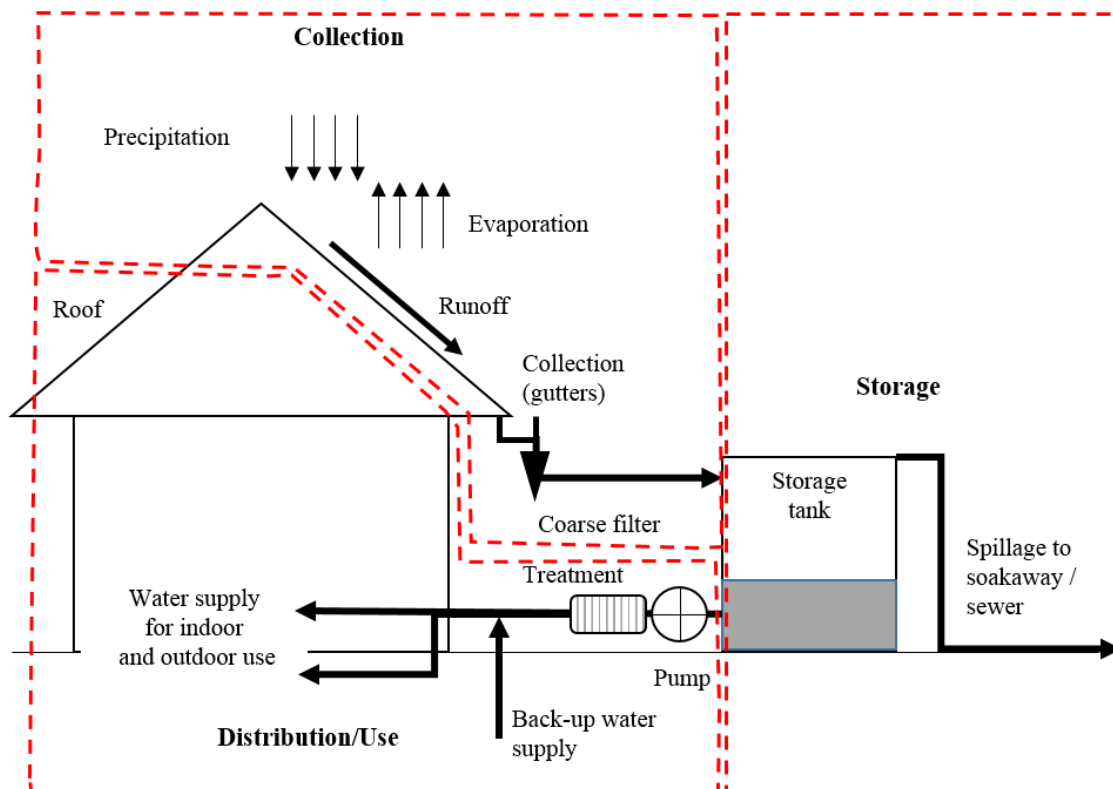 Collection
Precipitation
Evaporation
Roof
Runoff
Collection
(gutters)
Storage
Storage
tank
Coarse filter
Spillage to
soakaway /
sewer
Treatment
Water supply
for indoor
and outdoor use
Pump
Back-up water
supply
Distribution/Use